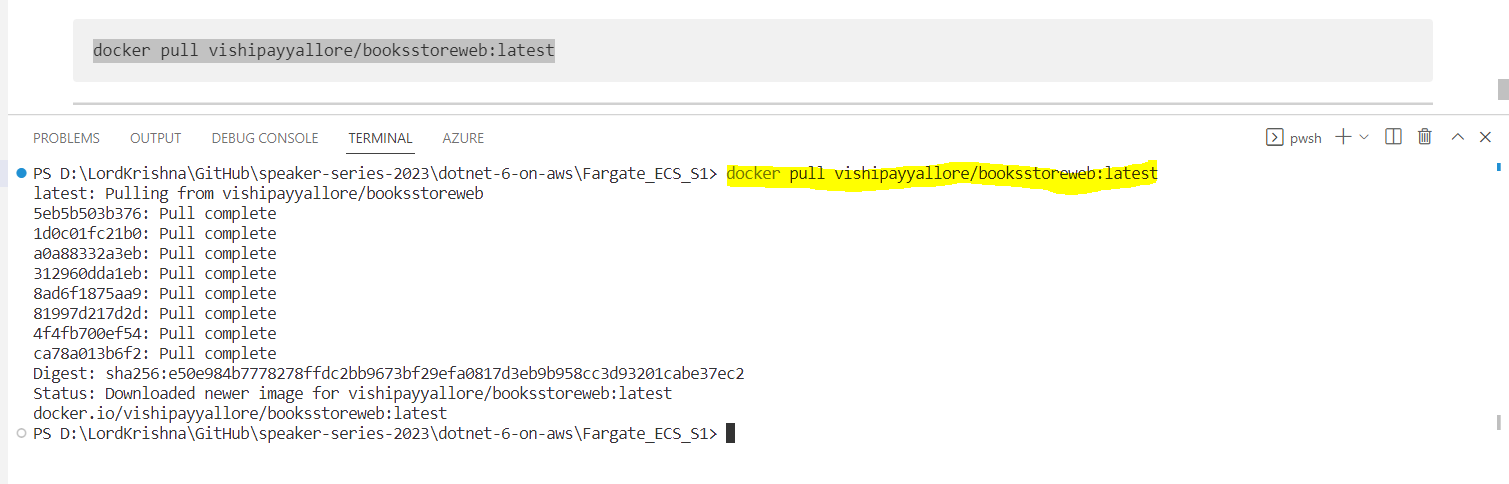 docker pull vishipayyallore/booksstoreweb:latest
PROBLEMS OUTPUT DEBUG CONSOLE TERMINAL AZURE pwsh
PS D:\LordKrishna\GitHub\speaker-series-2023\dotnet-6-on-aws\Fargate_ECS_S1> docker pull vishipayyallore/booksstoreweb:latest
latest: Pulling from vishipayyallore/booksstoreweb
5eb5b503b376: Pull complete
1d0c01fc21b0: Pull complete
a0a88332a3eb: Pull complete
312960dda1eb: Pull complete
8ad6f1875aa9: Pull complete
81997d217d2d: Pull complete
4f4fb700ef54: Pull complete
ca78a013b6f2: Pull complete
Digest: sha256:e50e984b7778278ffdc2bb9673bf29efa0817d3eb9b958cc3d93201cabe37ec2
Status: Downloaded newer image for vishipayyallore/booksstoreweb:latest
docker.io/vishipayyallore/booksstoreweb:latest
PS D:\LordKrishna\GitHub\speaker-series-2023\dotnet-6-on-aws\Fargate_ECS_S1>